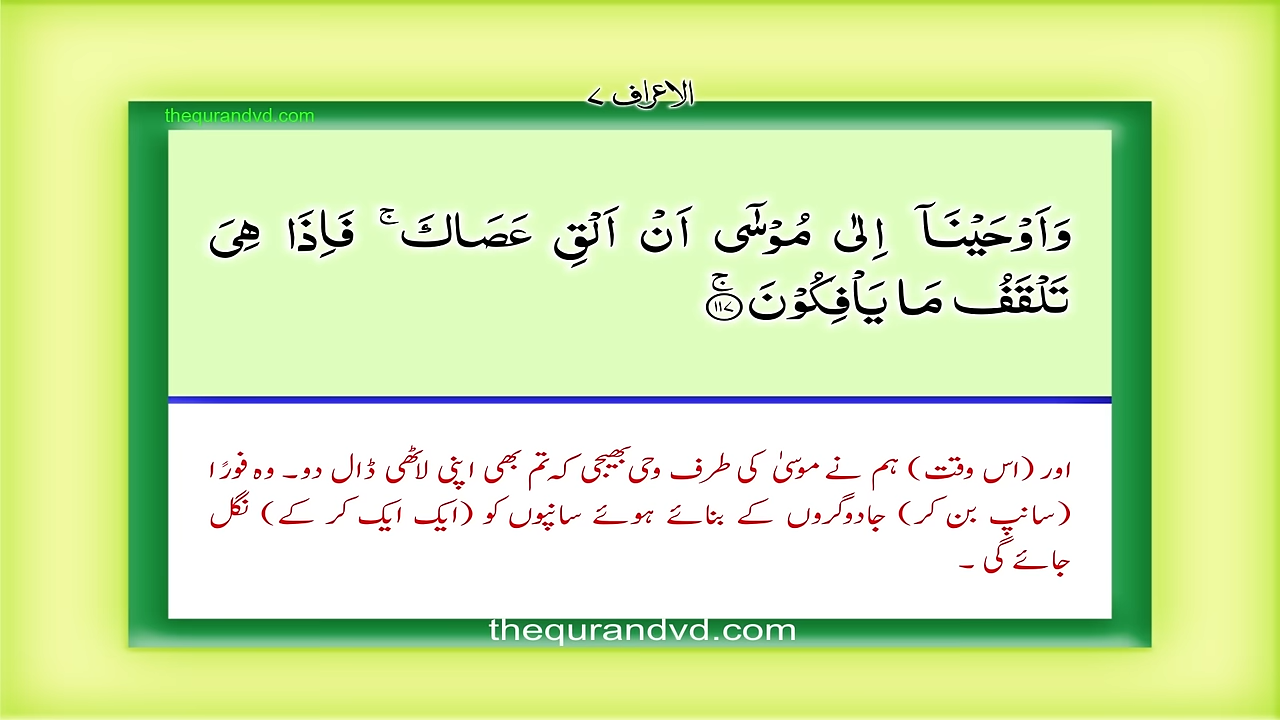 الاعراف ۷
thequrandvd.com
وَاَوْحَيْنَآ اِلٰى مُوْسٰٓى اَنْ اَلْقِ عَصَاكَ ۚ فَاِذَا هِىَ
تَلْقَفُ مَا يَاْفِكُوْنَ ۚ ﴿۱۱۷﴾
اور (اس وقت) ہم نے موسیٰ کی طرف وحی بھیجی کہ تم بھی اپنی لاٹھی ڈال دو۔ وہ فورًا
(سانپ بن کر) جادوگروں کے بنائے ہوئے سانپوں کو (ایک ایک کر کے) نگل
جائے گی ۔
thequrandvd.com